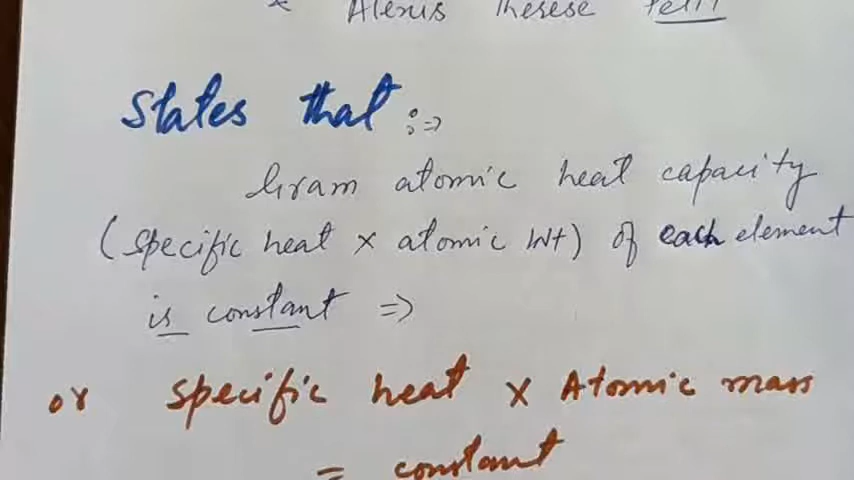 * Alexis Therese Petit
States that :⇒
Gram atomic heat capacity
(specific heat × atomic Wt) of each element
is constant ⇒
or specific heat × Atomic mass
= constant